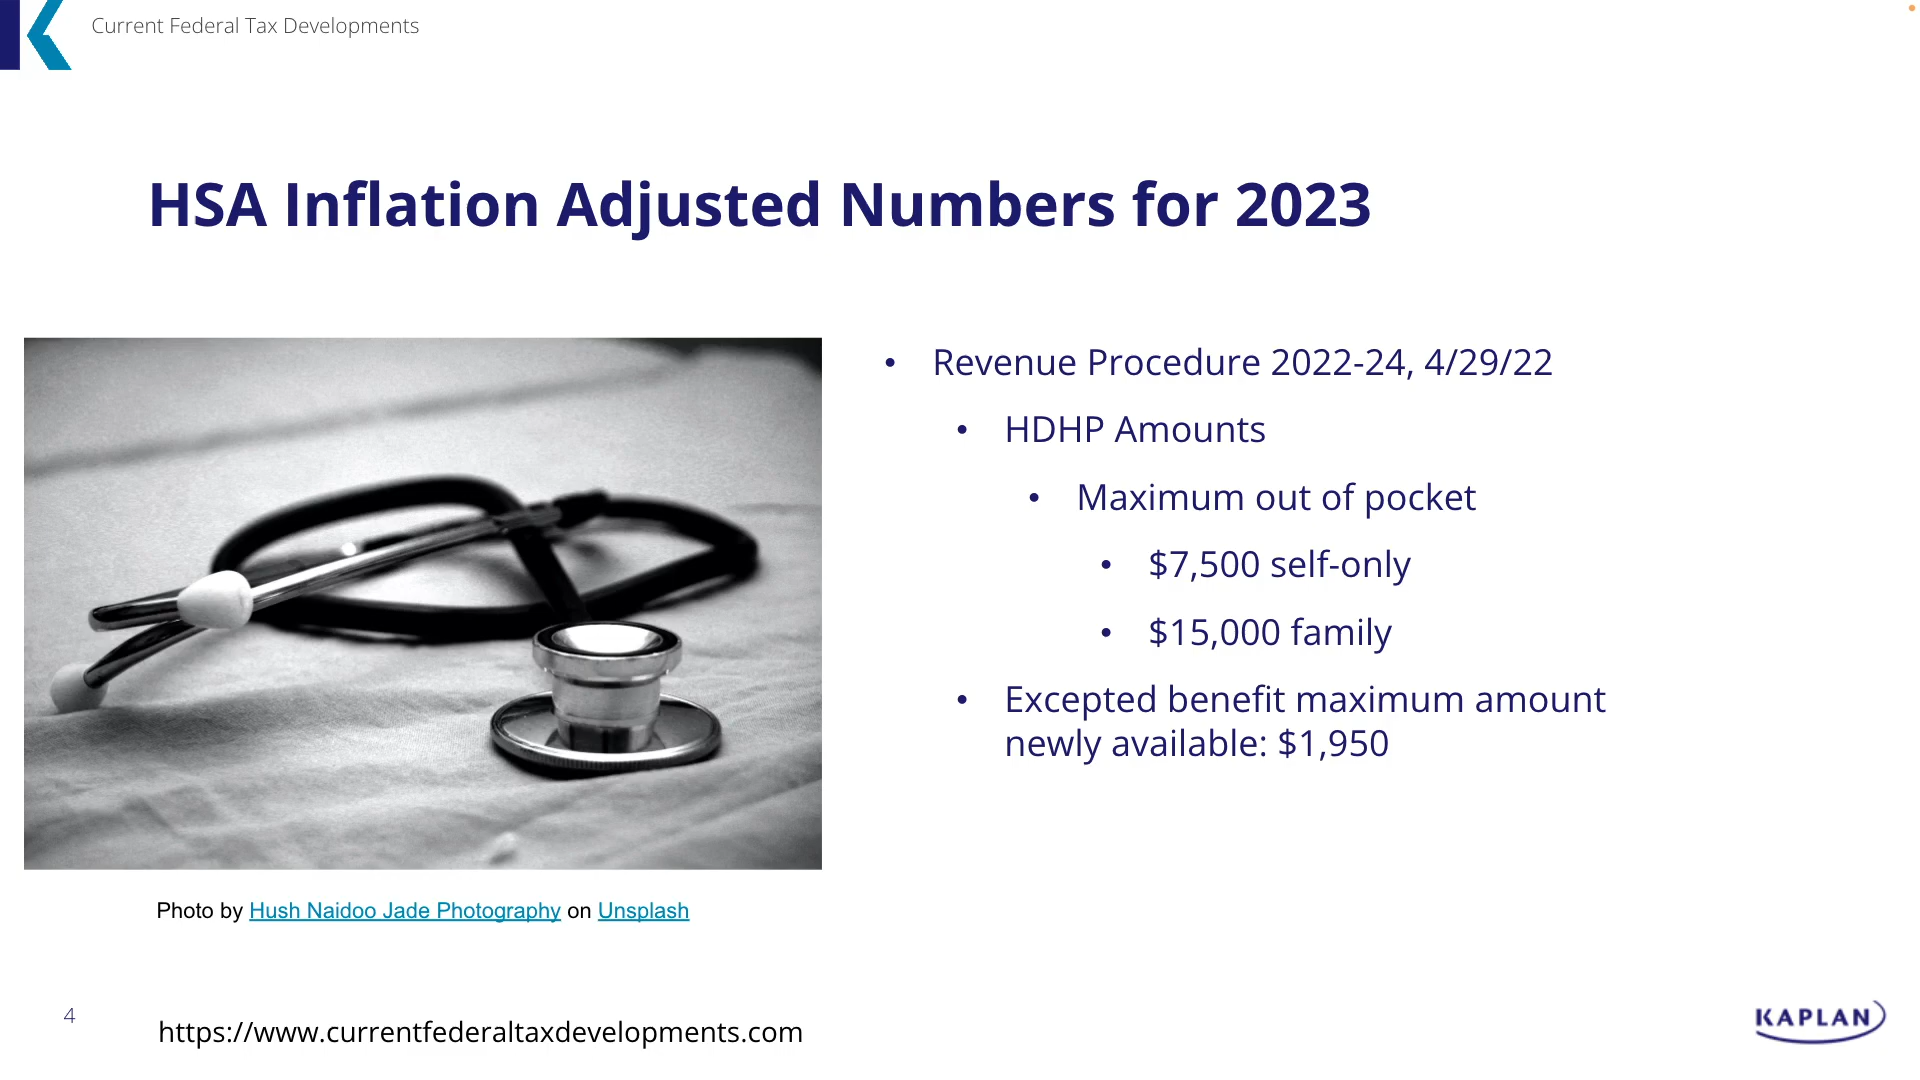 Current Federal Tax Developments
HSA Inflation Adjusted Numbers for 2023
• Revenue Procedure 2022-24, 4/29/22
• HDHP Amounts
• Maximum out of pocket
• $7,500 self-only
• $15,000 family
• Excepted benefit maximum amount
newly available: $1,950
Photo by Hush Naidoo Jade Photography on Unsplash
4
https://www.currentfederaltaxdevelopments.com
KAPLAN